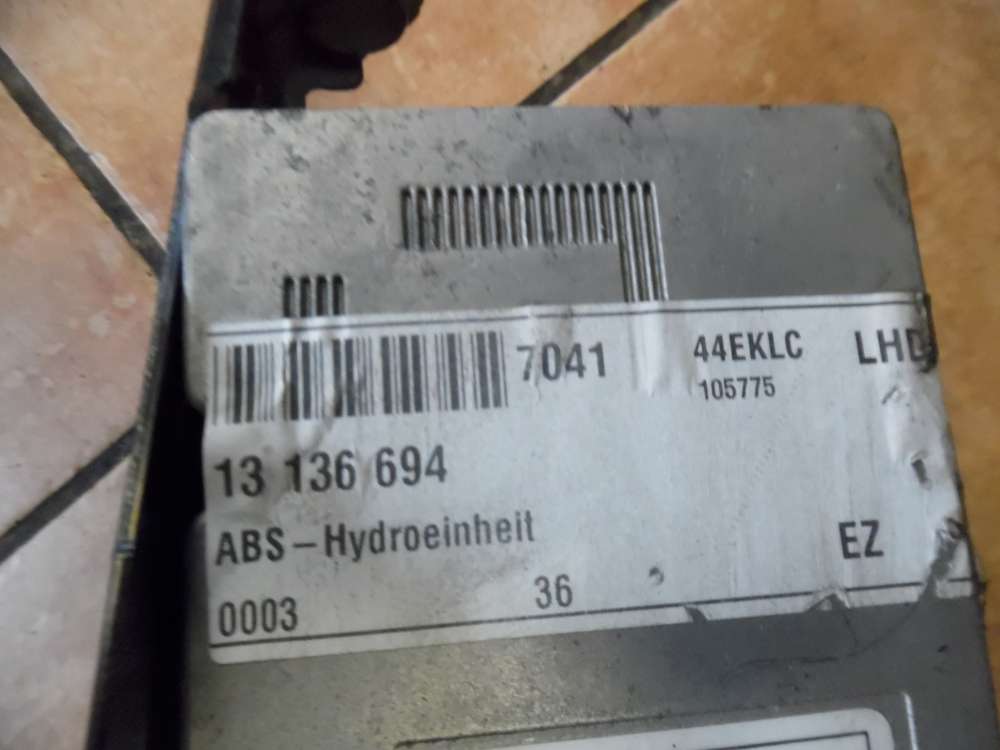 7041 44EKLC LHD
105775
13 136 694
ABS – Hydroeinheit EZ
0003 36